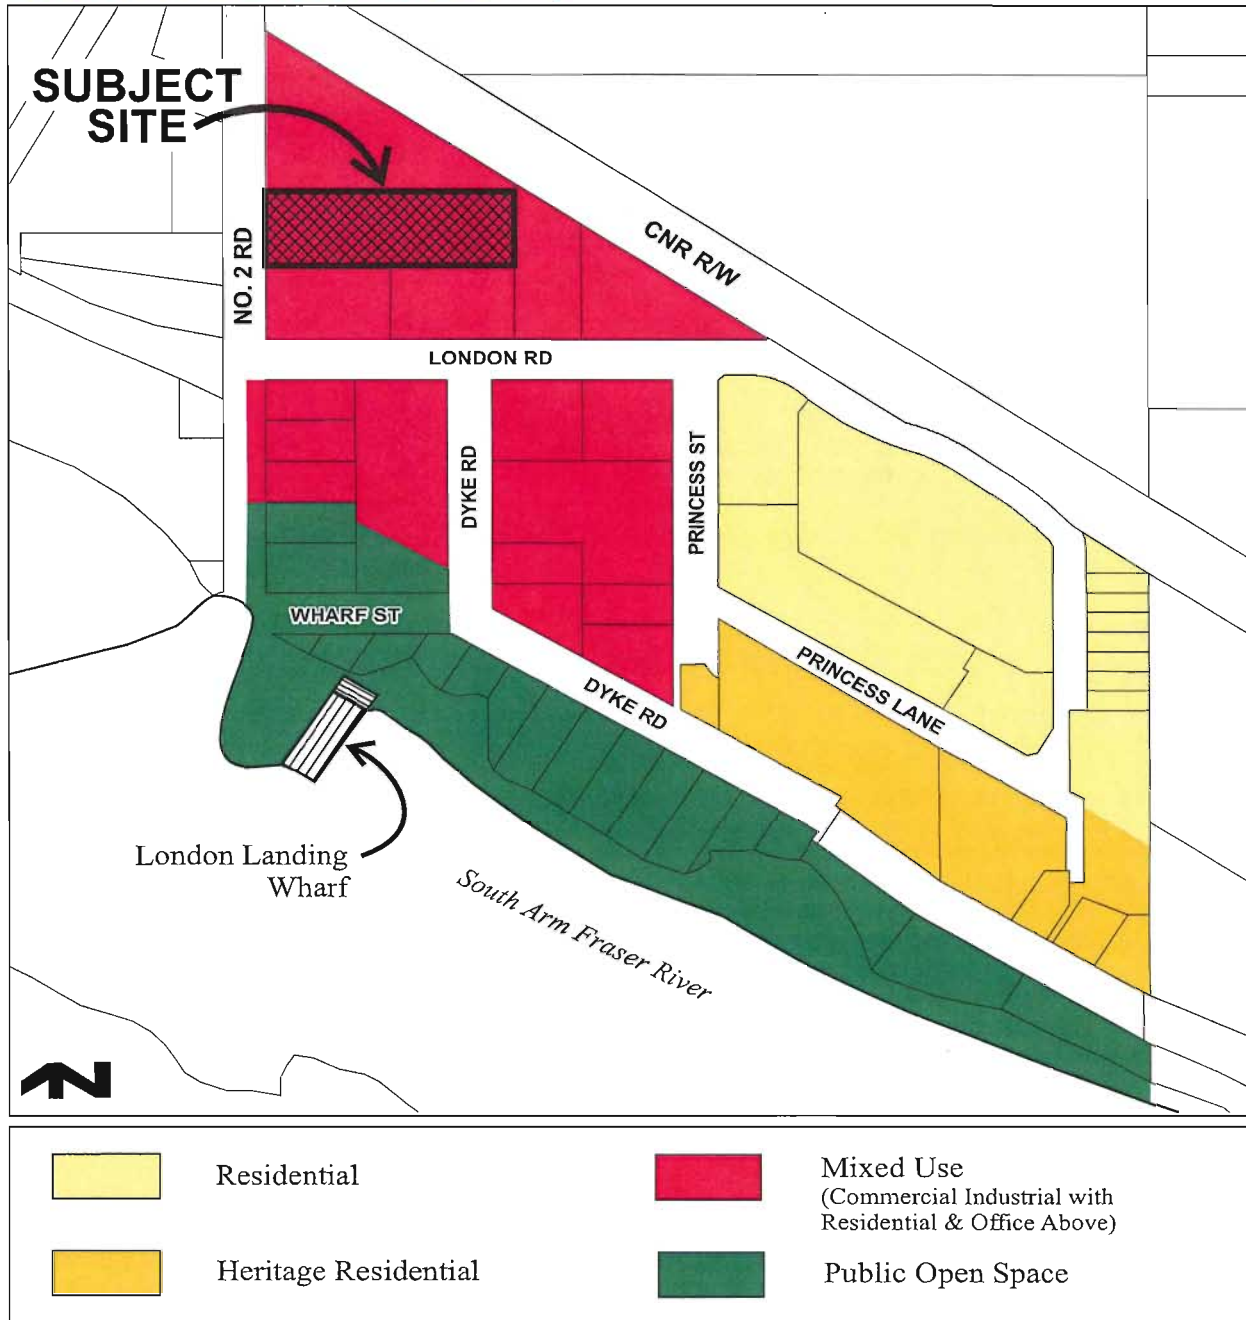 SUBJECT
SITE
NO. 2 RD
CNR R/W
LONDON RD
DYKE RD
PRINCESS ST
WHARF ST
DYKE RD
PRINCESS LANE
London Landing
Wharf
South Arm Fraser River
N
Residential
Mixed Use
(Commercial Industrial with
Residential & Office Above)
Heritage Residential
Public Open Space